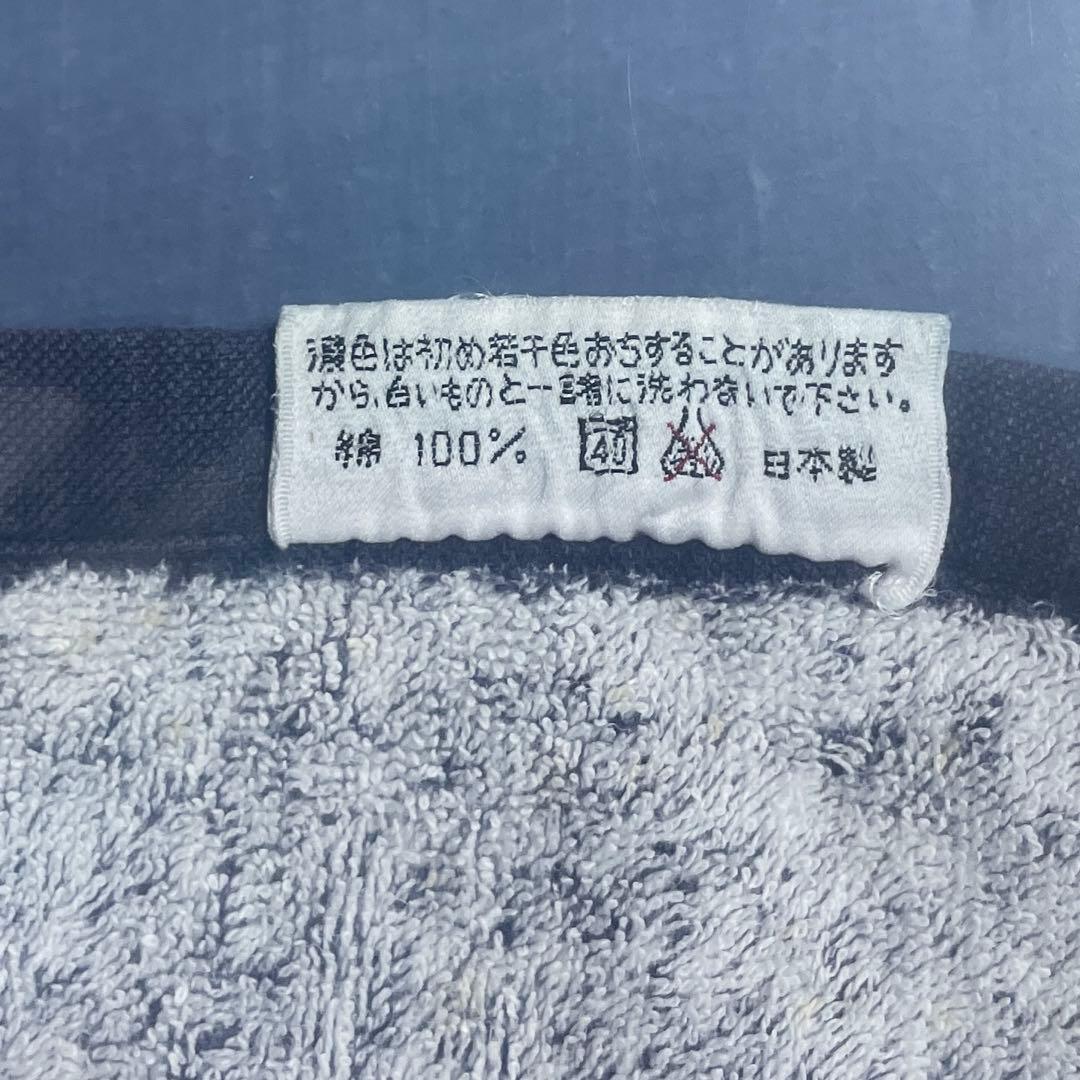 濃色は初め若干色おちすることがあります
から、白いものと一緒に洗わないで下さい。
綿 100% 40 日本製